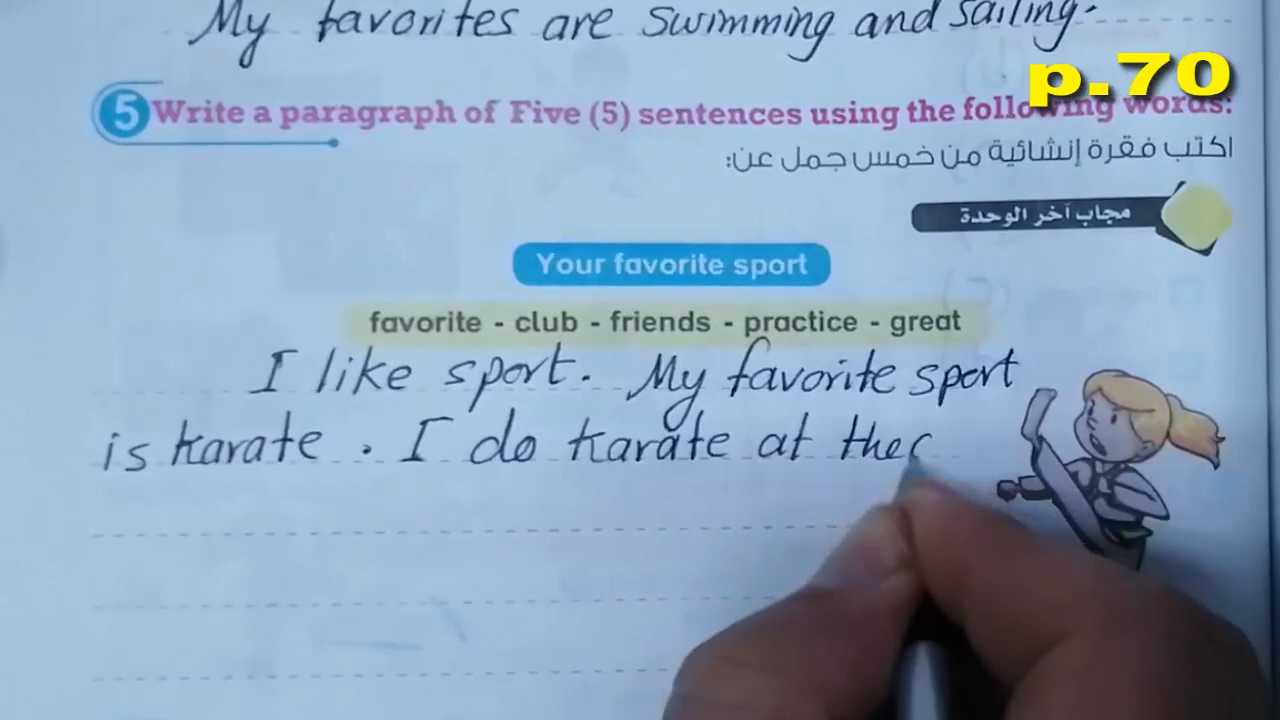 My favorites are swimming and sailing.
p.70
5 Write a paragraph of Five (5) sentences using the following words:
اكتب فقرة إنشائية من خمس جمل عن:
مجاب آخر الوحدة
Your favorite sport
favorite - club - friends - practice - great
I like sport. My favorite sport
is karate. I do karate at the c